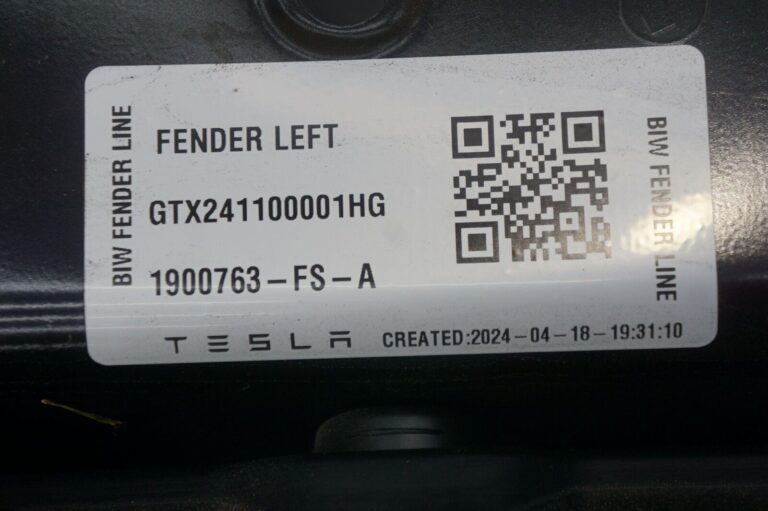 BIW FENDER LINE
FENDER LEFT
GTX241100001HG
1900763-FS-A
TESLA
CREATED:2024-04-18-19:31:10
BIW FENDER LINE